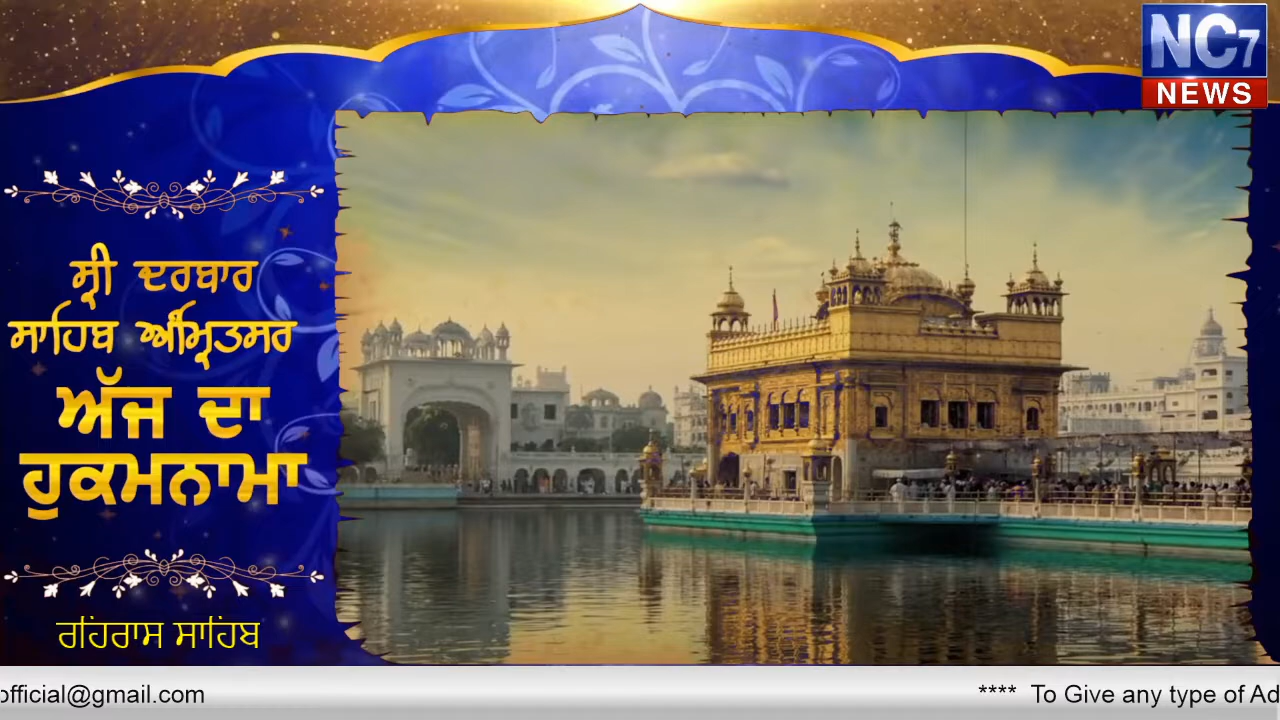 NC7
NEWS
ਸ੍ਰੀ ਦਰਬਾਰ
ਸਾਹਿਬ ਅੰਮ੍ਰਿਤਸਰ
ਅੱਜ ਦਾ
ਹੁਕਮਨਾਮਾ
ਰਹਿਰਾਸ ਸਾਹਿਬ
official@gmail.com **** To Give any type of Ad